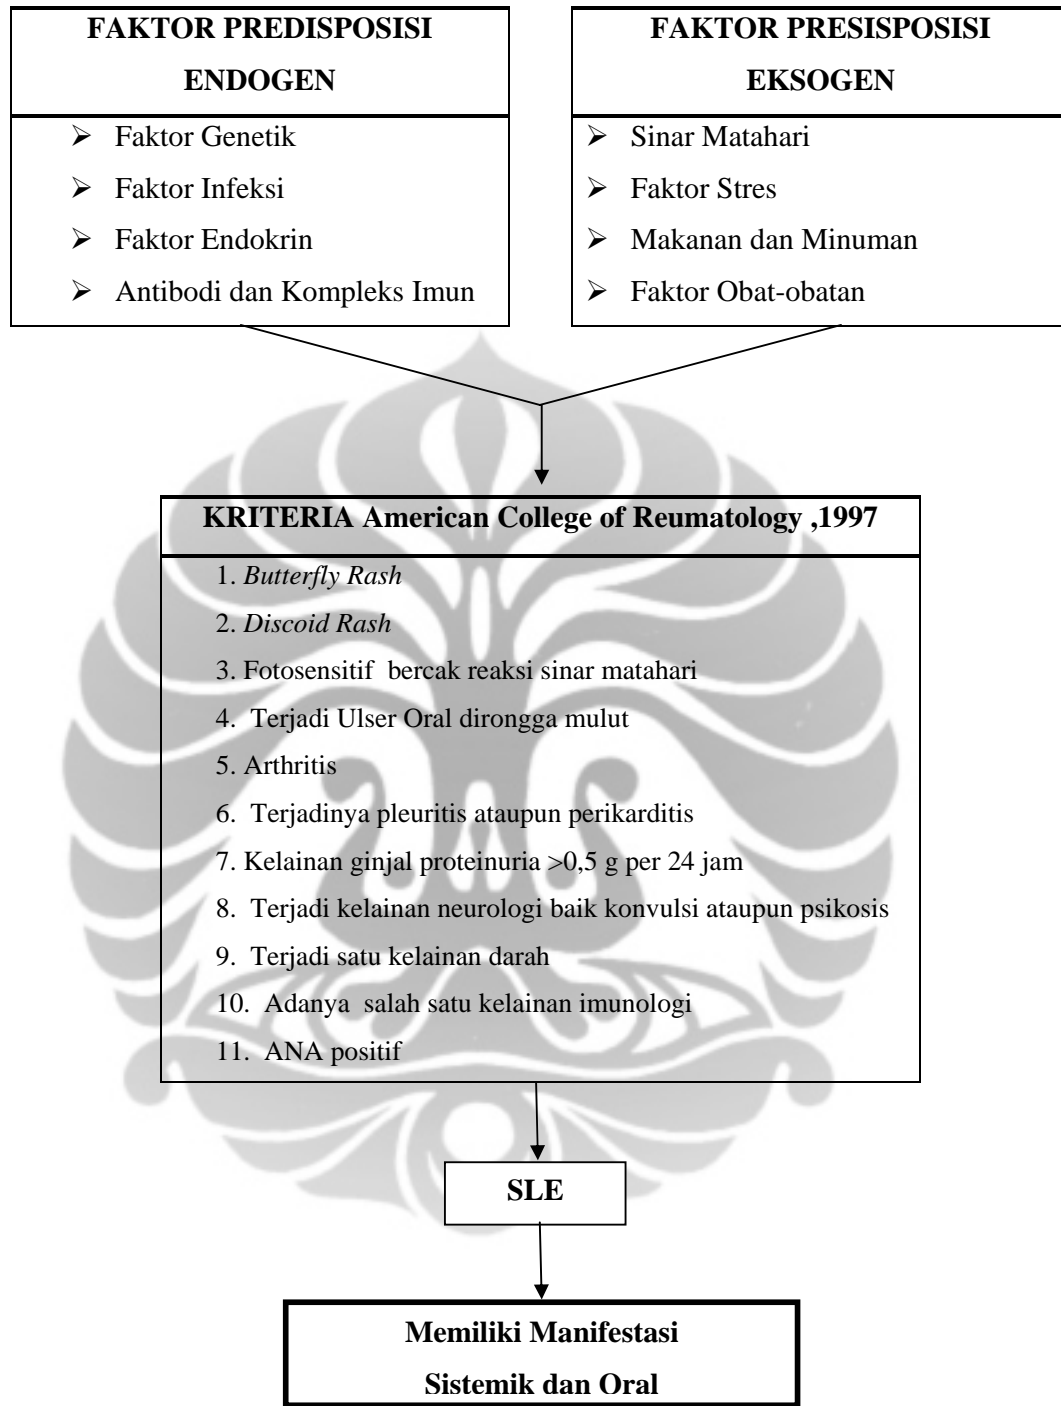 FAKTOR PREDISPOSISI
ENDOGEN
➢ Faktor Genetik
➢ Faktor Infeksi
➢ Faktor Endokrin
➢ Antibodi dan Kompleks Imun
FAKTOR PRESISPOSISI
EKSOGEN
➢ Sinar Matahari
➢ Faktor Stres
➢ Makanan dan Minuman
➢ Faktor Obat-obatan
KRITERIA American College of Reumatology ,1997
1. Butterfly Rash
2. Discoid Rash
3. Fotosensitif bercak reaksi sinar matahari
4. Terjadi Ulser Oral dirongga mulut
5. Arthritis
6. Terjadinya pleuritis ataupun perikarditis
7. Kelainan ginjal proteinuria >0,5 g per 24 jam
8. Terjadi kelainan neurologi baik konvulsi ataupun psikosis
9. Terjadi satu kelainan darah
10. Adanya salah satu kelainan imunologi
11. ANA positif
SLE
Memiliki Manifestasi
Sistemik dan Oral